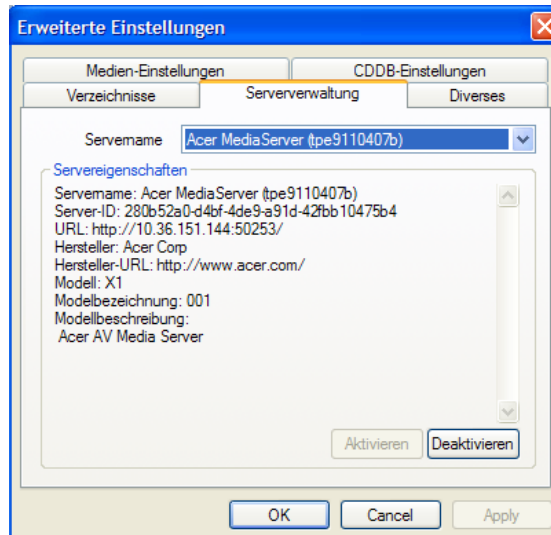 Erweiterte Einstellungen
Medien-Einstellungen CDDB-Einstellungen
Verzeichnisse Serververwaltung Diverses
Servername Acer MediaServer (tpe9110407b)
Servereigenschaften
Servername: Acer MediaServer (tpe9110407b)
Server-ID: 280b52a0-d4bf-4de9-a91d-42fbb10475b4
URL: http://10.36.151.144:50253/
Hersteller: Acer Corp
Hersteller-URL: http://www.acer.com/
Modell: X1
Modelbezeichnung: 001
Modellbeschreibung:
Acer AV Media Server
Aktivieren Deaktivieren
OK Cancel Apply